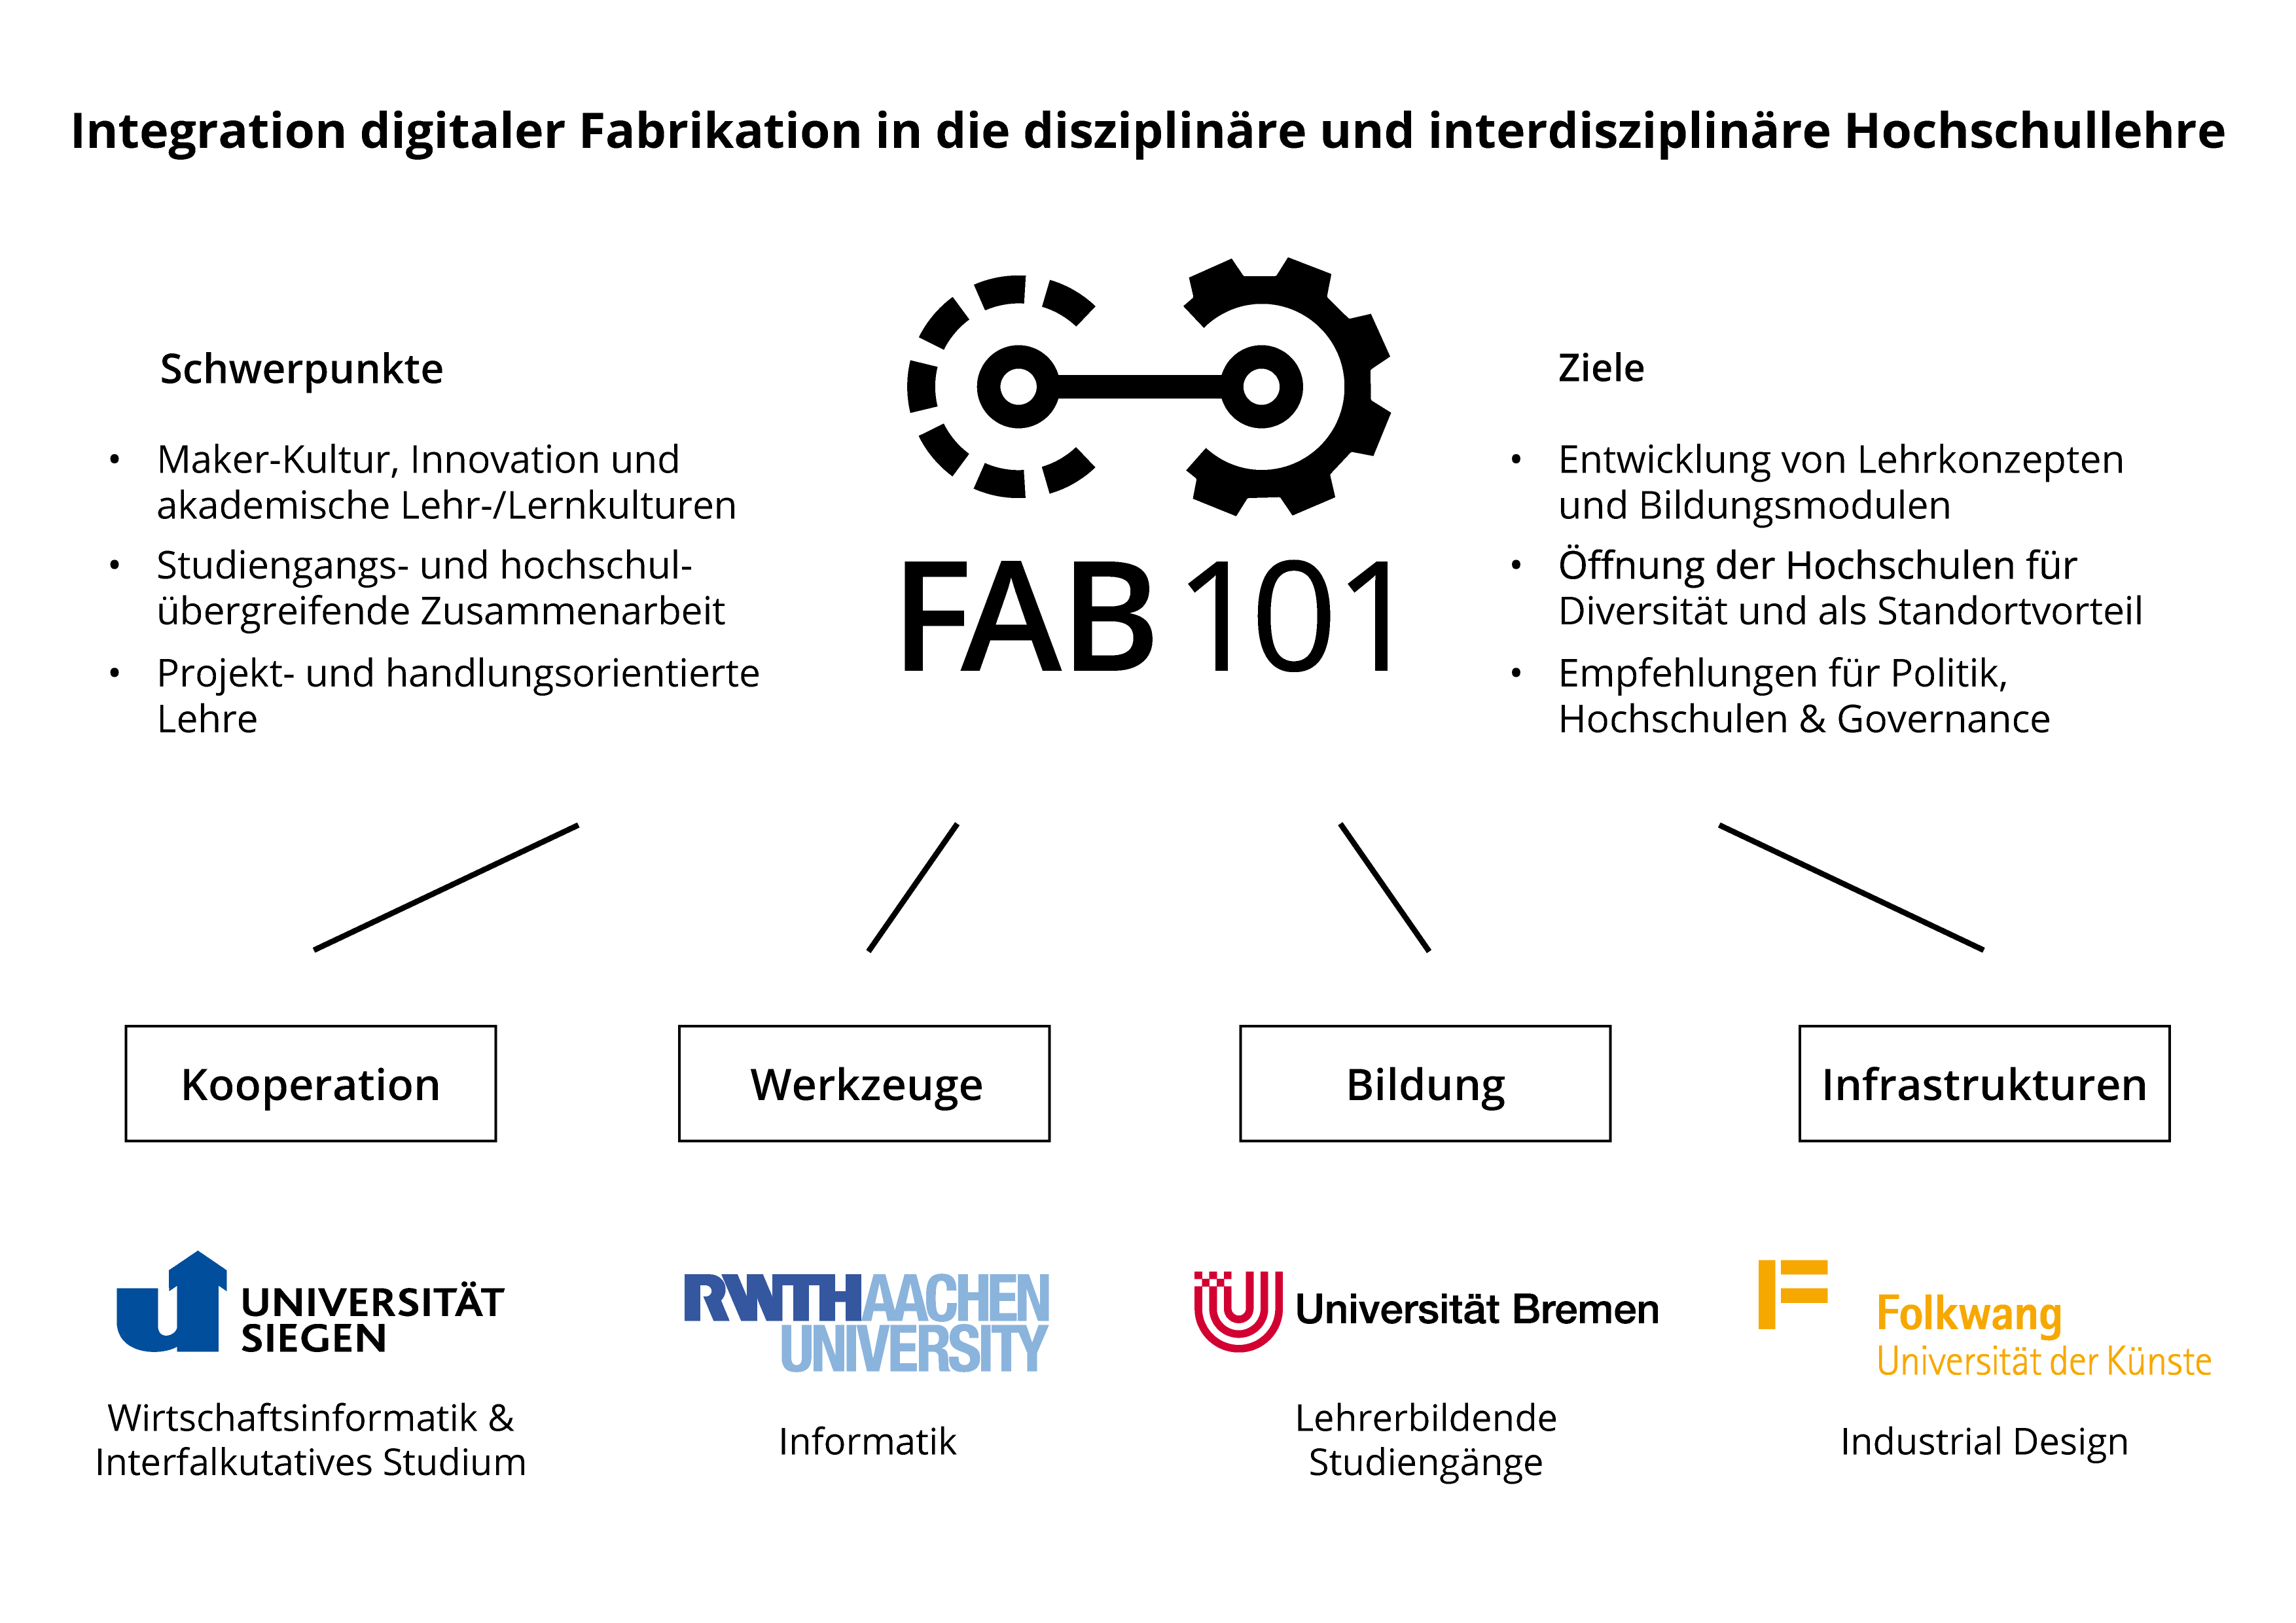 Integration digitaler Fabrikation in die disziplinäre und interdisziplinäre Hochschullehre
Schwerpunkte
• Maker-Kultur, Innovation und
akademische Lehr-/Lernkulturen
• Studiengangs- und hochschul-
übergreifende Zusammenarbeit
• Projekt- und handlungsorientierte
Lehre
FAB 101
Ziele
• Entwicklung von Lehrkonzepten
und Bildungsmodulen
• Öffnung der Hochschulen für
Diversität und als Standortvorteil
• Empfehlungen für Politik,
Hochschulen & Governance
Kooperation
Werkzeuge
Bildung
Infrastrukturen
UNIVERSITÄT
SIEGEN
Wirtschaftsinformatik &
Interfalkutatives Studium
RWTHAACHEN
UNIVERSITY
Informatik
Universität Bremen
Lehrerbildende
Studiengänge
Folkwang
Universität der Künste
Industrial Design